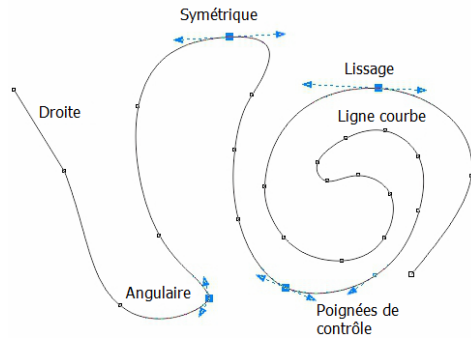 Symétrique
Lissage
Droite
Ligne courbe
Angulaire
Poignées de
contrôle